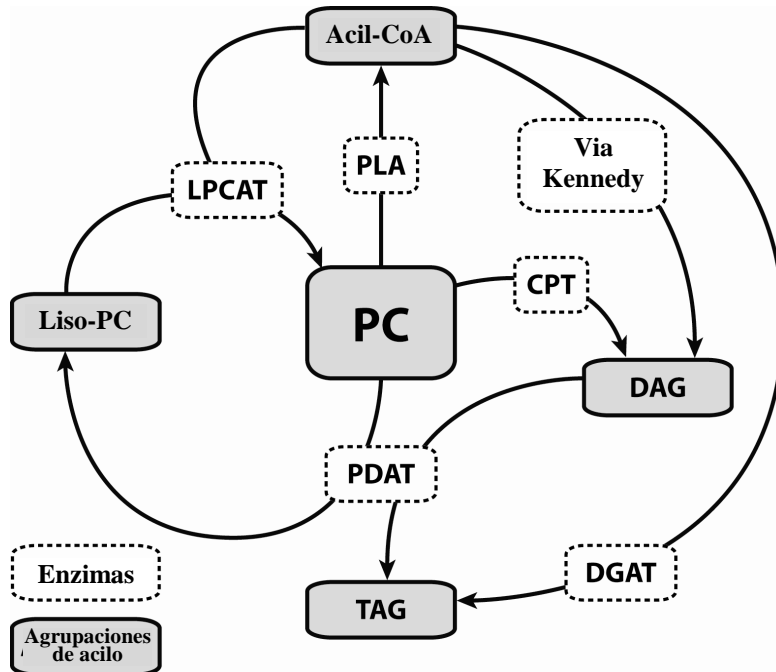 Acil-CoA
PLA
Via
Kennedy
LPCAT
CPT
Liso-PC
PC
DAG
PDAT
Enzimas
DGAT
TAG
Agrupaciones
de acilo